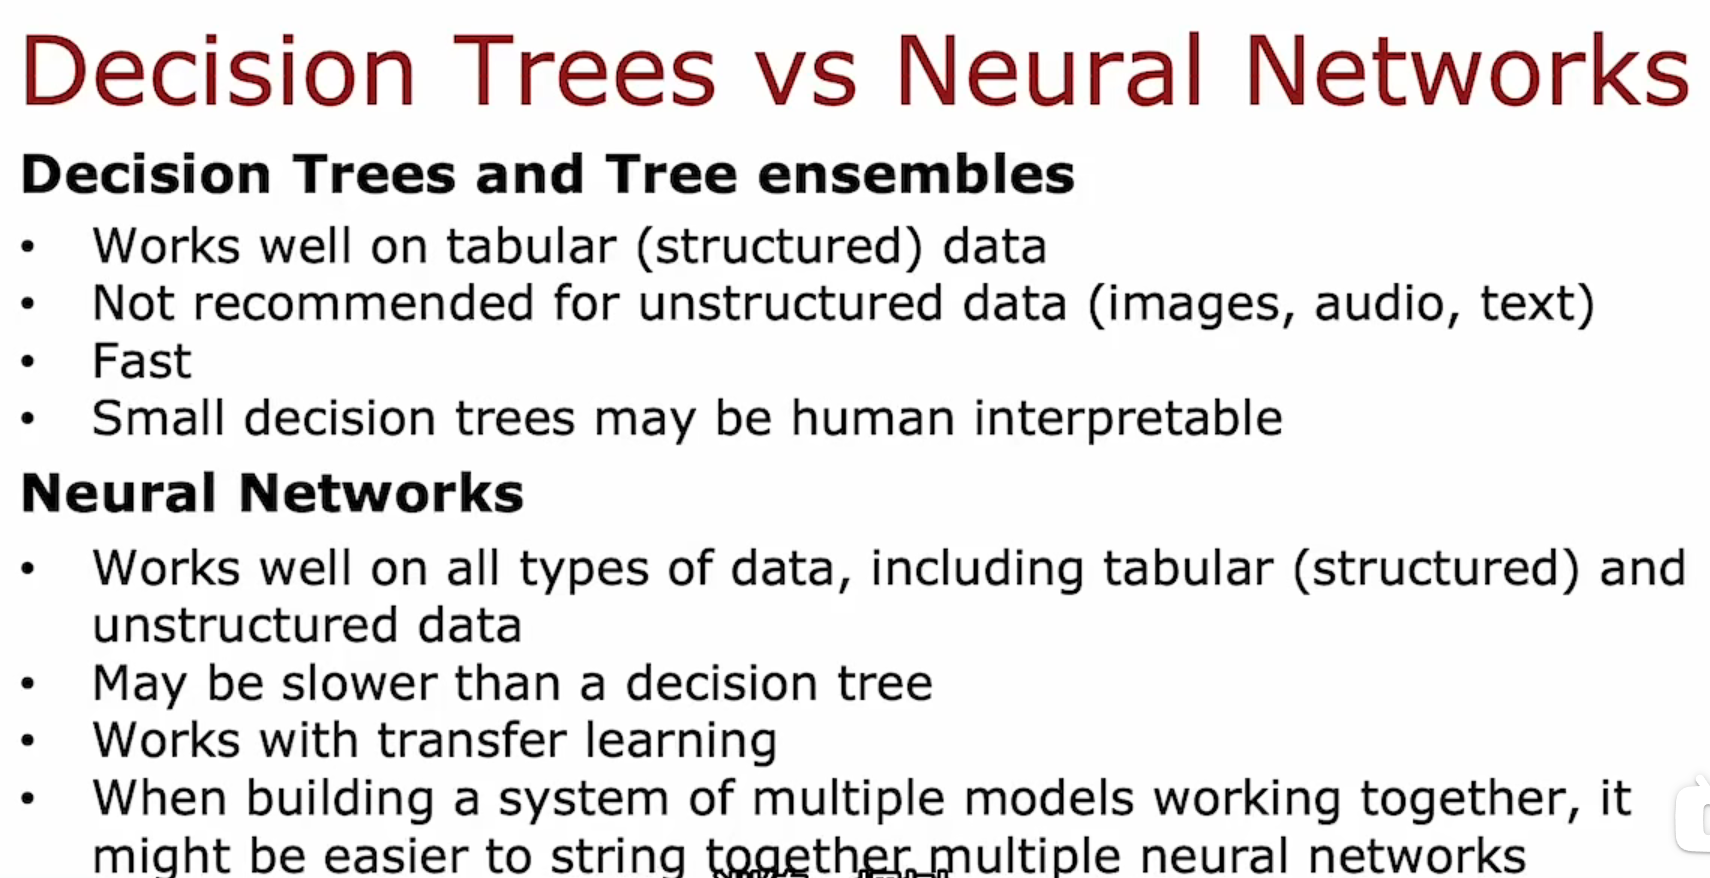 Decision Trees vs Neural Networks
Decision Trees and Tree ensembles
• Works well on tabular (structured) data
• Not recommended for unstructured data (images, audio, text)
• Fast
• Small decision trees may be human interpretable
Neural Networks
• Works well on all types of data, including tabular (structured) and
unstructured data
• May be slower than a decision tree
• Works with transfer learning
• When building a system of multiple models working together, it
might be easier to string together multiple neural networks